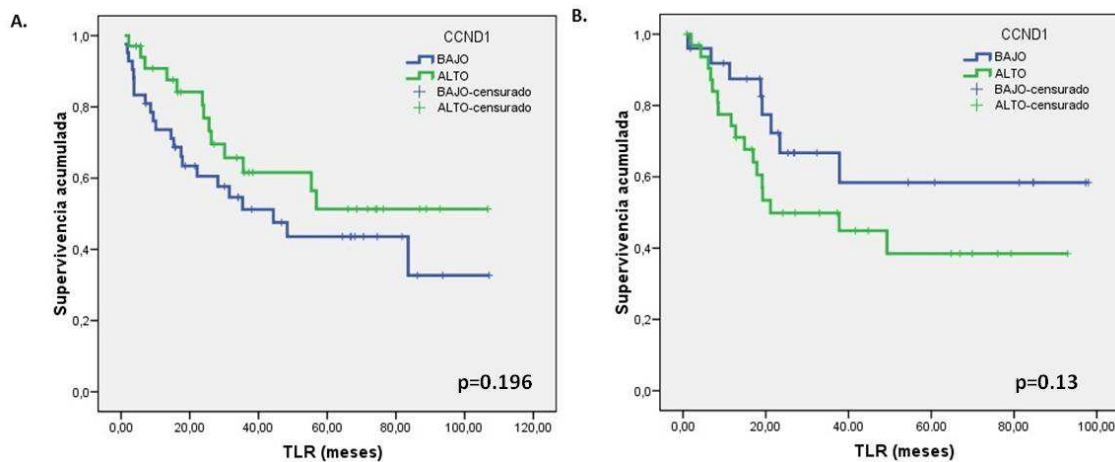 A.
CCND1
BAJO
ALTO
BAJO-censurado
ALTO-censurado
Supervivencia acumulada
1,0
0,8
0,6
0,4
0,2
0,0
p=0.196
0,00 20,00 40,00 60,00 80,00 100,00 120,00
TLR (meses)
B.
CCND1
BAJO
ALTO
BAJO-censurado
ALTO-censurado
Supervivencia acumulada
1,0
0,8
0,6
0,4
0,2
0,0
p=0.13
0,00 20,00 40,00 60,00 80,00 100,00
TLR (meses)